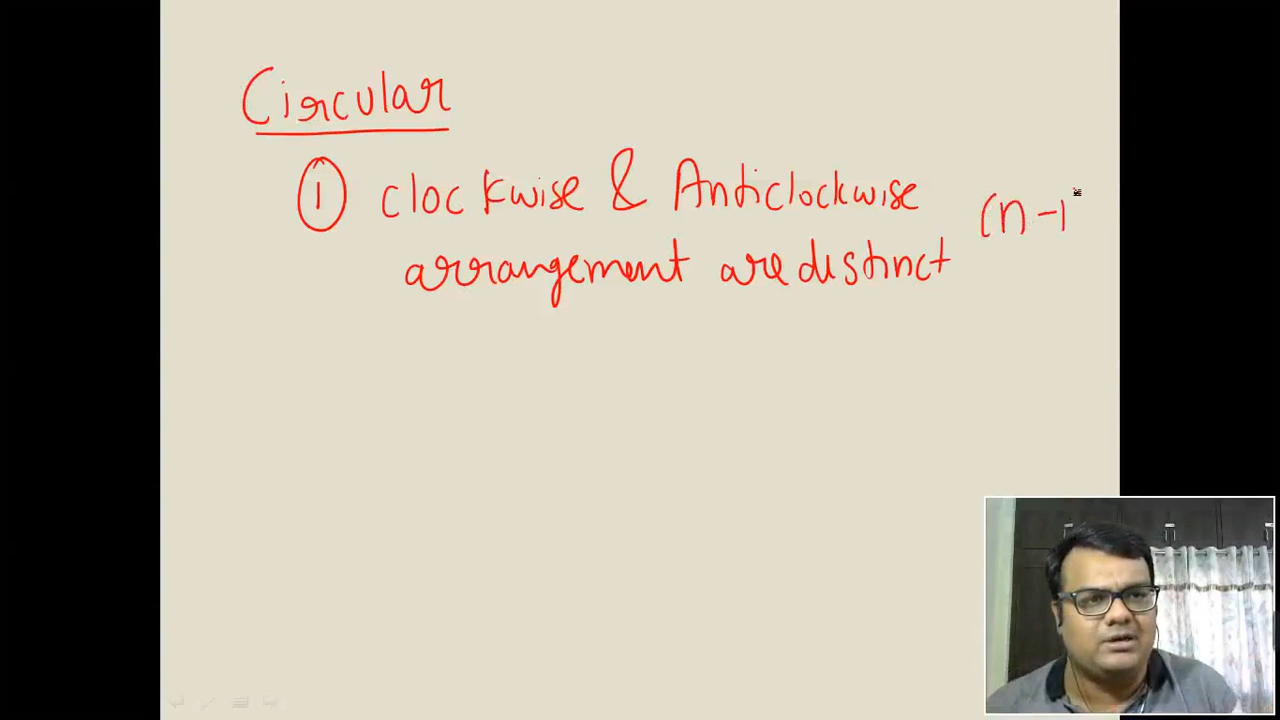 Circular
① clockwise & Anticlockwise
arrangement are distinct (n-1